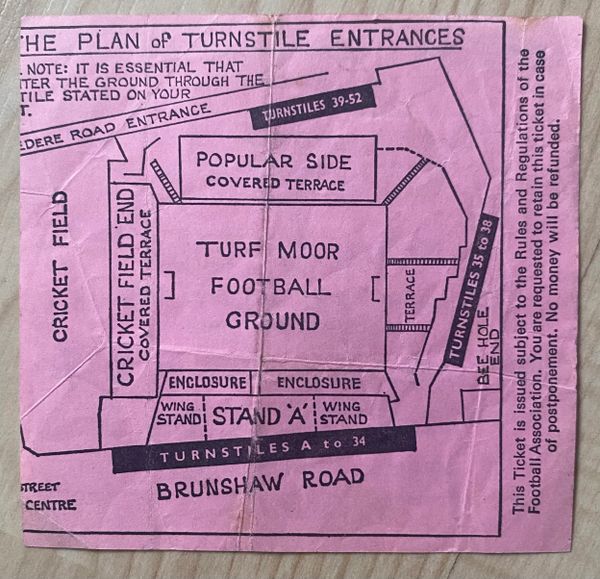 THE PLAN of TURNSTILE ENTRANCES
NOTE: IT IS ESSENTIAL THAT
THE GROUND THROUGH THE
STATED ON YOUR
ROAD ENTRANCE
TURNSTILES 39-52
POPULAR SIDE
COVERED TERRACE
CRICKET FIELD
CRICKET FIELD END
COVERED TERRACE
TURF MOOR
FOOTBALL
GROUND
TERRACE
TURNSTILES 35 to 38
BEE HOLE
END
ENCLOSURE ENCLOSURE
WING
STAND
STAND 'A'
WING
STAND
TURNSTILES A to 34
BRUNSHAW ROAD
STREET
CENTRE
This Ticket is issued subject to the Rules and Regulations of the
Football Association. You are requested to retain this ticket in case
of postponement. No money will be refunded.